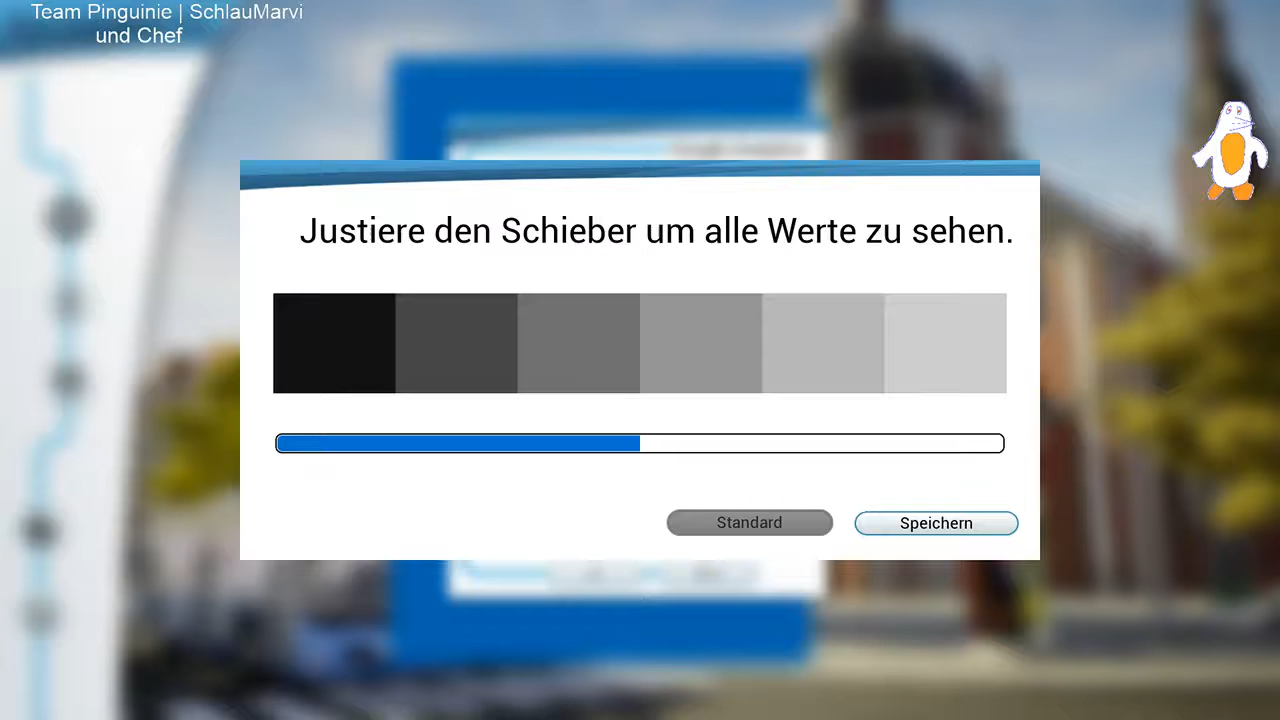 Team Pinguinie | SchlauMarvi
und Chef
Justiere den Schieber um alle Werte zu sehen.
Standard
Speichern